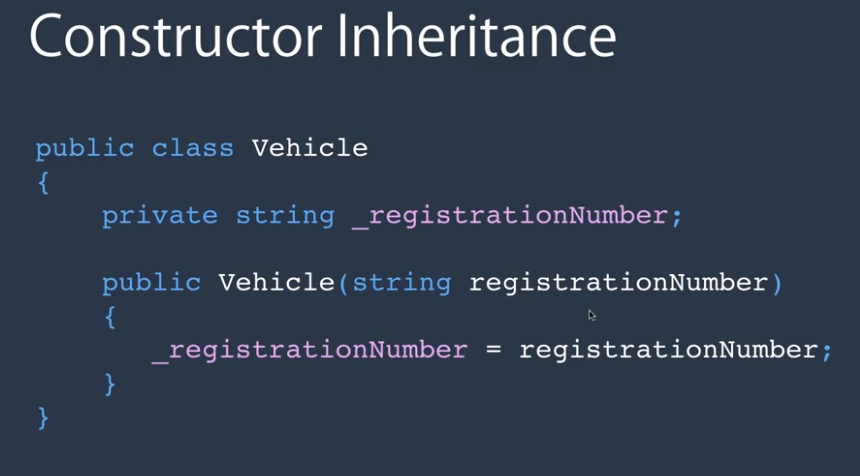 Constructor Inheritance
public class Vehicle
{
private string _registrationNumber;
public Vehicle(string registrationNumber)
{
_registrationNumber = registrationNumber;
}
}